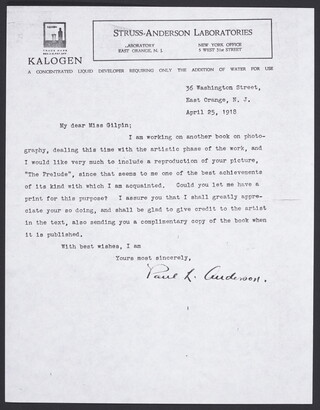 STRUSS-ANDERSON LABORATORIES
LABORATORY
EAST ORANGE, N. J.
NEW YORK OFFICE
5 WEST 31st STREET
TRADE MARK
KALOGEN
A CONCENTRATED LIQUID DEVELOPER REQUIRING ONLY THE ADDITION OF WATER FOR USE
36 Washington Street,
East Orange, N. J.
April 25, 1918
My dear Miss Gilpin;
I am working on another book on photo-
graphy, dealing this time with the artistic phase of the work, and
I would like very much to include a reproduction of your picture,
"The Prelude", since that seems to me one of the best achievements
of its kind with which I am acquainted. Could you let me have a
print for this purpose? I assure you that I shall greatly appre-
ciate your so doing, and shall be glad to give credit to the artist
in the text, also sending you a complimentary copy of the book when
it is published.
With best wishes, I am
Yours most sincerely,
Paul L. Anderson.